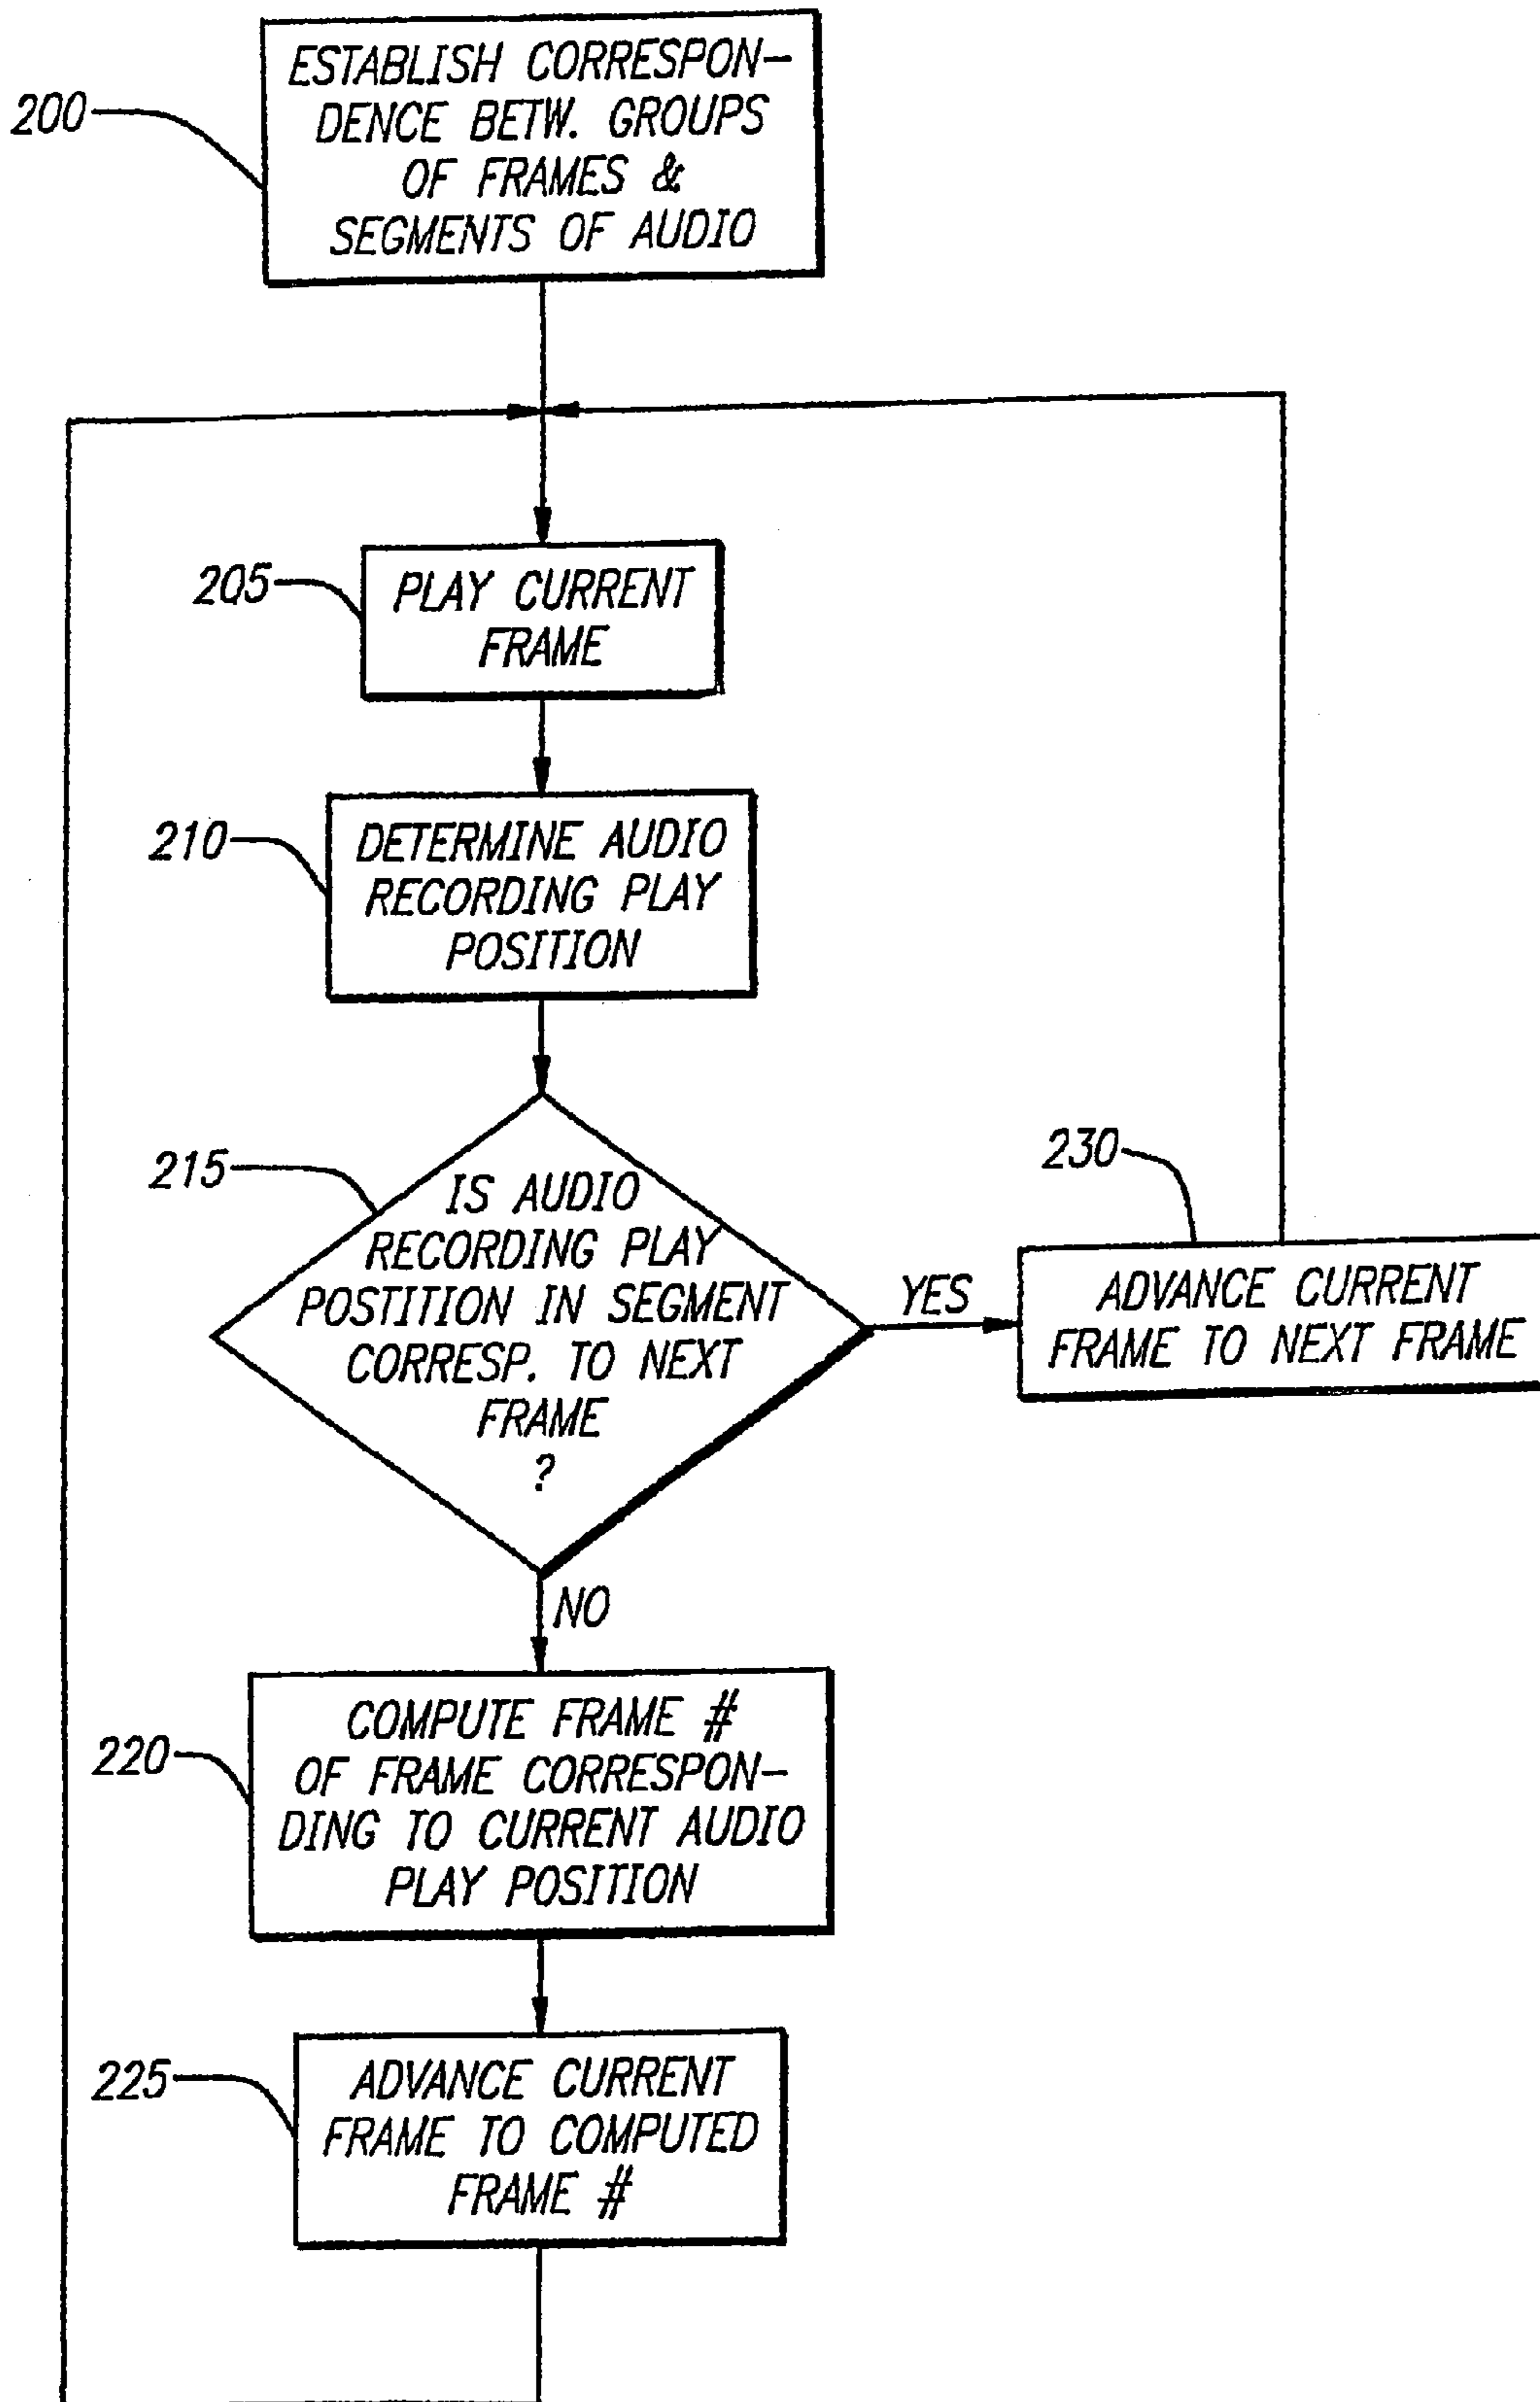 200
ESTABLISH CORRESPON-
DENCE BETW. GROUPS
OF FRAMES &
SEGMENTS OF AUDIO
205
PLAY CURRENT
FRAME
210
DETERMINE AUDIO
RECORDING PLAY
POSITION
215
IS AUDIO
RECORDING PLAY
POSTITION IN SEGMENT
CORRESP. TO NEXT
FRAME
?
YES
230
ADVANCE CURRENT
FRAME TO NEXT FRAME
NO
220
COMPUTE FRAME #
OF FRAME CORRESPON-
DING TO CURRENT AUDIO
PLAY POSITION
225
ADVANCE CURRENT
FRAME TO COMPUTED
FRAME #